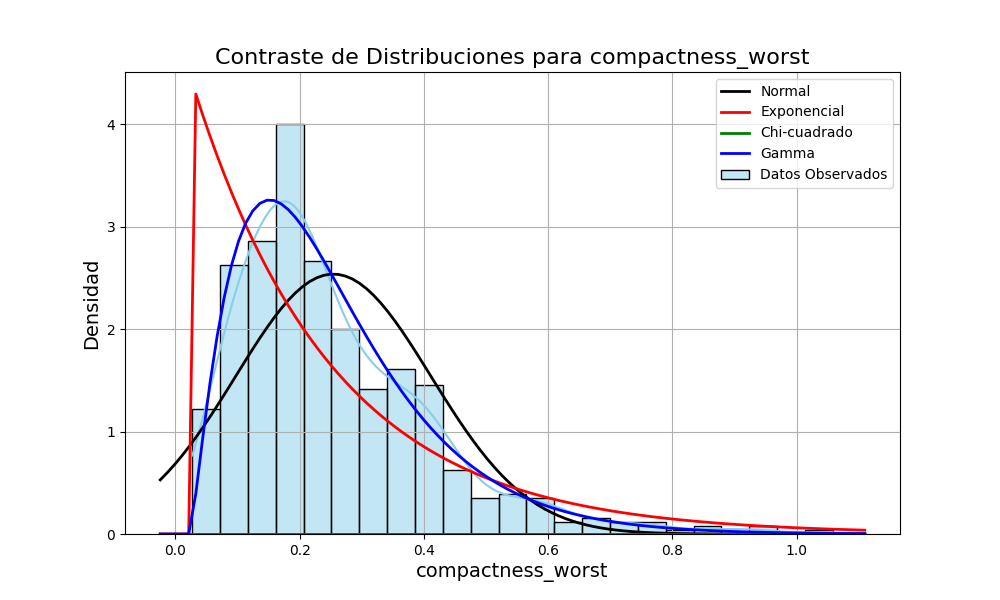 Contraste de Distribuciones para compactness_worst
Normal
Exponencial
Chi-cuadrado
Gamma
Datos Observados
Densidad
4
3
2
1
0
0.0 0.2 0.4 0.6 0.8 1.0
compactness_worst